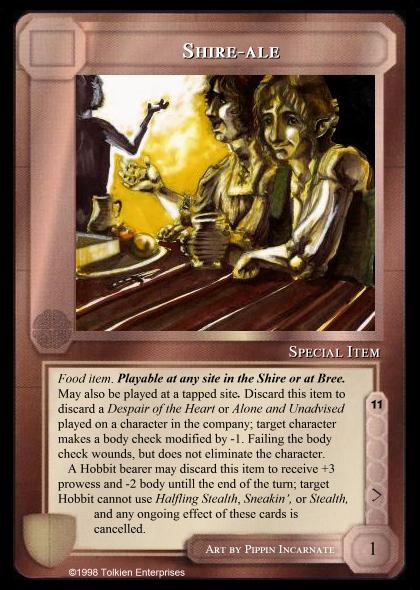 SHIRE-ALE
SPECIAL ITEM
Food item. Playable at any site in the Shire or at Bree.
May also be played at a tapped site. Discard this item to
discard a Despair of the Heart or Alone and Unadvised
played on a character in the company; target character
makes a body check modified by -1. Failing the body
check wounds, but does not eliminate the character.
A Hobbit bearer may discard this item to receive +3
prowess and -2 body untill the end of the turn; target
Hobbit cannot use Halfling Stealth, Sneakin', or Stealth,
and any ongoing effect of these cards is
cancelled.
11
ART BY PIPPIN INCARNATE
1
©1998 Tolkien Enterprises